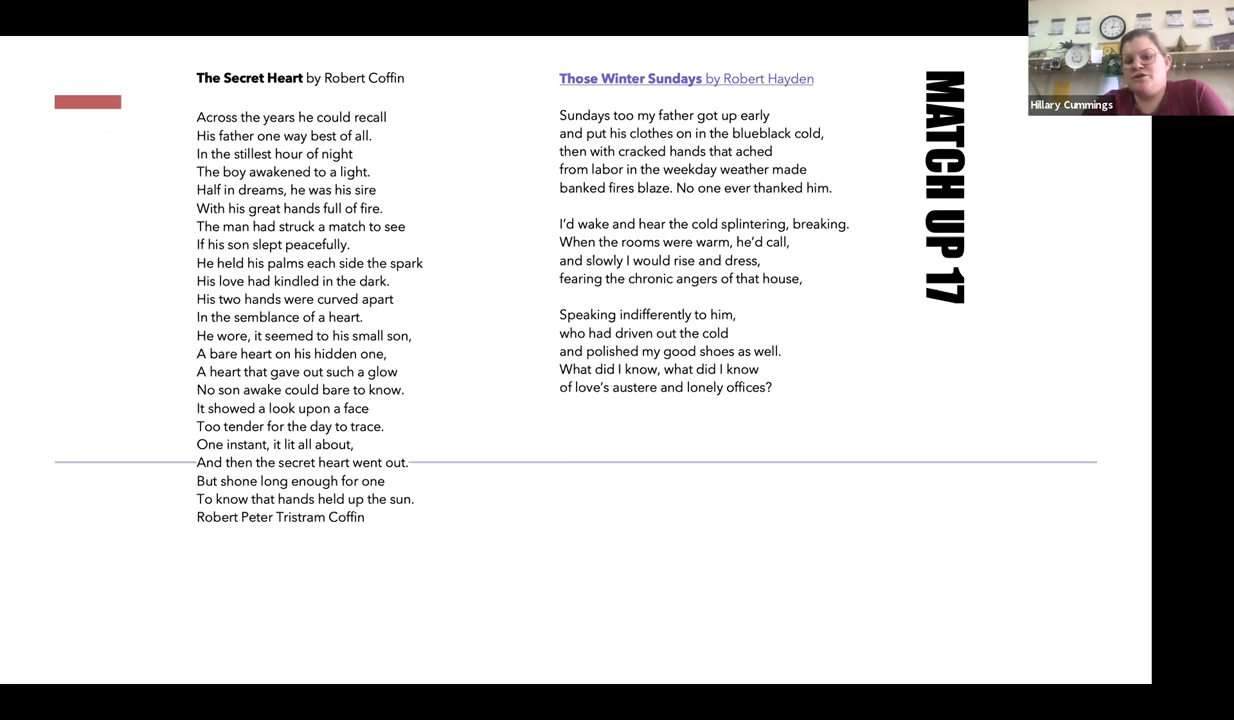 The Secret Heart by Robert Coffin
Across the years he could recall
His father one way best of all.
In the stillest hour of night
The boy awakened to a light.
Half in dreams, he was his sire
With his great hands full of fire.
The man had struck a match to see
If his son slept peacefully.
He held his palms each side the spark
His love had kindled in the dark.
His two hands were curved apart
In the semblance of a heart.
He wore, it seemed to his small son,
A bare heart on his hidden one,
A heart that gave out such a glow
No son awake could bare to know.
It showed a look upon a face
Too tender for the day to trace.
One instant, it lit all about,
And then the secret heart went out.
But shone long enough for one
To know that hands held up the sun.
Robert Peter Tristram Coffin
Those Winter Sundays by Robert Hayden
Sundays too my father got up early
and put his clothes on in the blueblack cold,
then with cracked hands that ached
from labor in the weekday weather made
banked fires blaze. No one ever thanked him.
I'd wake and hear the cold splintering, breaking.
When the rooms were warm, he'd call,
and slowly I would rise and dress,
fearing the chronic angers of that house,
Speaking indifferently to him,
who had driven out the cold
and polished my good shoes as well.
What did I know, what did I know
of love's austere and lonely offices?
MATCH UP 17
Hillary Cummings